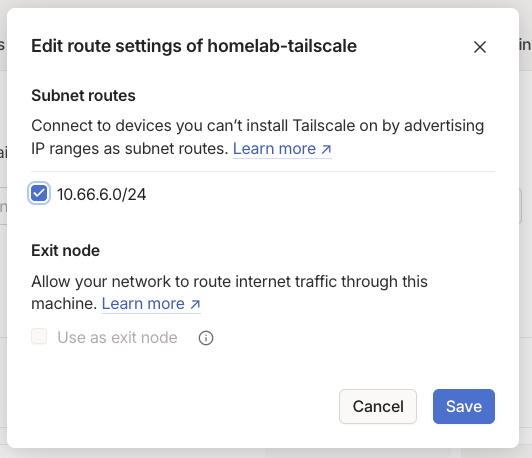 Edit route settings of homelab-tailscale
Subnet routes
Connect to devices you can’t install Tailscale on by advertising
IP ranges as subnet routes. Learn more ↗
10.66.6.0/24
Exit node
Allow your network to route internet traffic through this
machine. Learn more ↗
Use as exit node
Cancel
Save